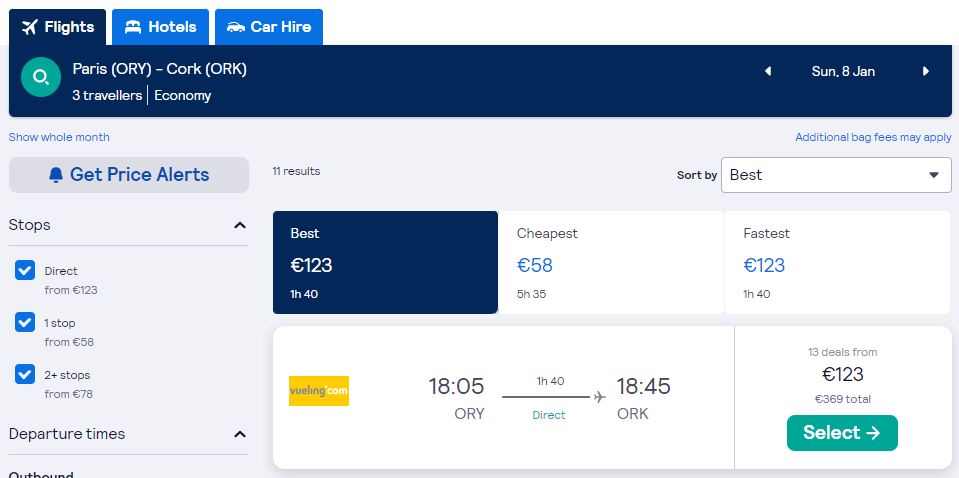 Flights
Hotels
Car Hire
Paris (ORY) – Cork (ORK)
3 travellers
Economy
Sun, 8 Jan
Show whole month
Additional bag fees may apply
Get Price Alerts
11 results
Sort by
Best
Stops
Direct
from €123
1 stop
from €58
2+ stops
from €78
Departure times
Outbound
Best
€123
1h 40
Cheapest
€58
5h 35
Fastest
€123
1h 40
vueling.com
18:05
ORY
1h 40
Direct
18:45
ORK
13 deals from
€123
€369 total
Select →